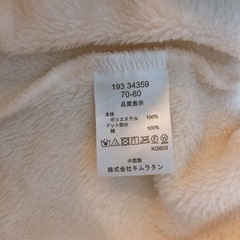 193 34359
70-80
品質表示
本体
ポリエステル 100%
ドット部分
綿 100%
KG603
中国製
株式会社キムラタン